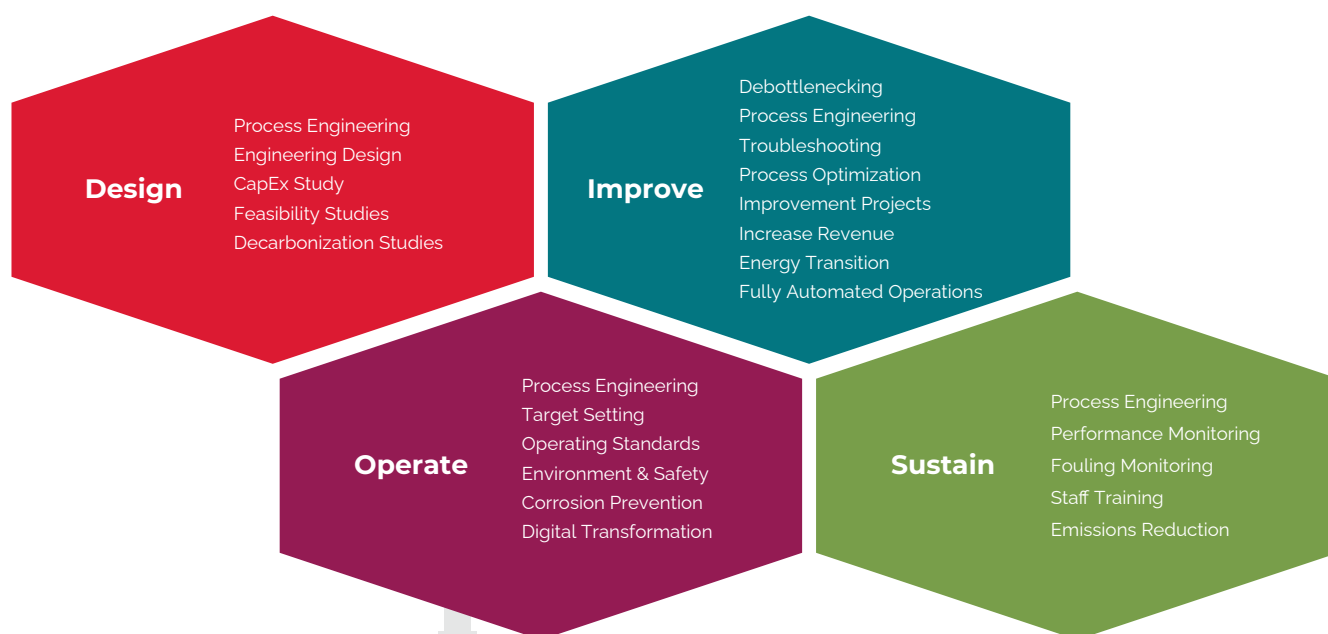 Design
Process Engineering
Engineering Design
CapEx Study
Feasibility Studies
Decarbonization Studies
Improve
Debottlenecking
Process Engineering
Troubleshooting
Process Optimization
Improvement Projects
Increase Revenue
Energy Transition
Fully Automated Operations
Operate
Process Engineering
Target Setting
Operating Standards
Environment & Safety
Corrosion Prevention
Digital Transformation
Sustain
Process Engineering
Performance Monitoring
Fouling Monitoring
Staff Training
Emissions Reduction